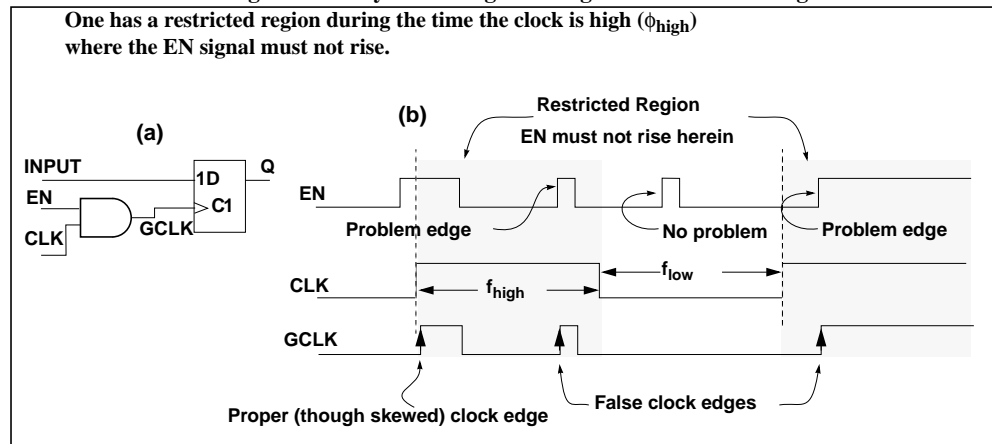 One has a restricted region during the time the clock is high (ϕhigh)
where the EN signal must not rise.
(a)
INPUT
EN
CLK
GCLK
1D
C1
Q
(b)
Restricted Region
EN must not rise herein
EN
Problem edge
No problem
Problem edge
CLK
fhigh
flow
GCLK
Proper (though skewed) clock edge
False clock edges